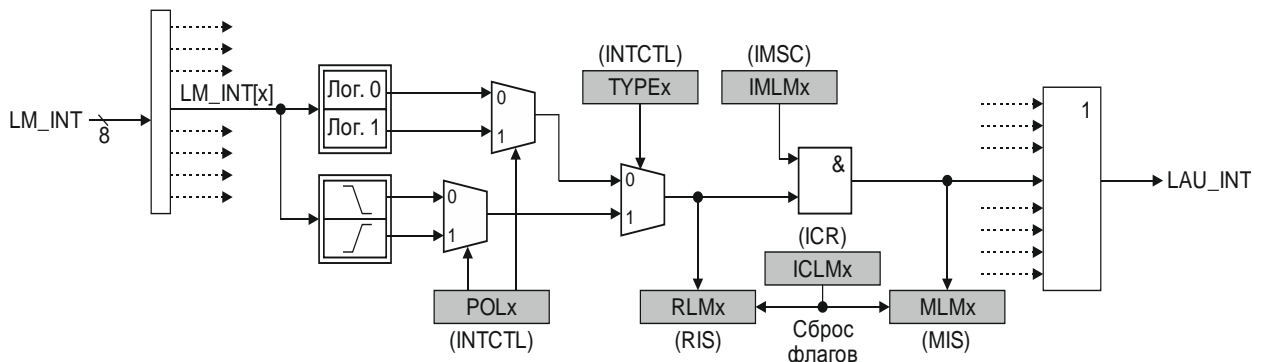 (INTCTL)
(IMSC)
TYPEx
IMLMx
LM_INT
8
LM_INT[x]
Лог. 0
Лог. 1
0
1
0
1
0
1
&
1
LAU_INT
(ICR)
ICLMx
POLx
(INTCTL)
RLMx
(RIS)
Сброс
флагов
MLMx
(MIS)